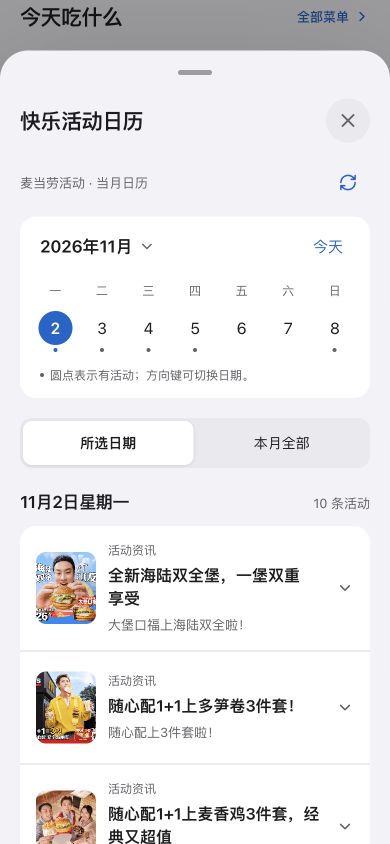 今天吃什么
全部菜单
快乐活动日历
麦当劳活动 · 当月日历
2026年11月
今天
一 二 三 四 五 六 日
2 3 4 5 6 7 8
圆点表示有活动；方向键可切换日期。
所选日期
本月全部
11月2日星期一
10 条活动
活动资讯
全新海陆双全堡，一堡双重
享受
大堡口福上海陆双全啦！
活动资讯
随心配1+1上多笋卷3件套！
随心配上3件套啦！
活动资讯
随心配1+1上麦香鸡3件套，经
典又超值